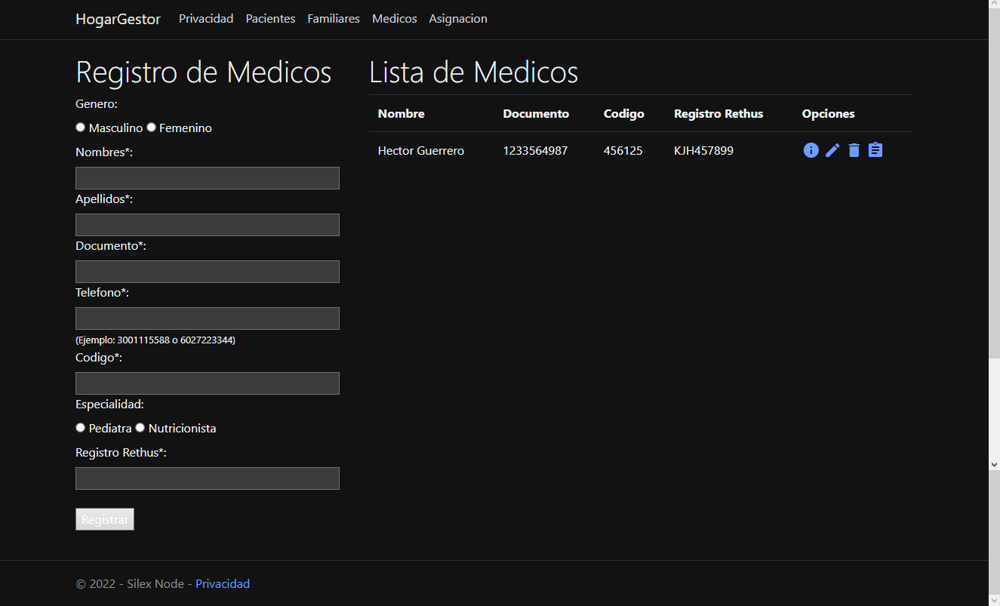 HogarGestor Privacidad Pacientes Familiares Medicos Asignacion
Registro de Medicos
Genero:
Masculino Femenino
Nombres*:
Apellidos*:
Documento*:
Telefono*:
(Ejemplo: 3001115588 o 6027223344)
Codigo*:
Especialidad:
Pediatra Nutricionista
Registro Rethus*:
Registrar
Lista de Medicos
Nombre Documento Codigo Registro Rethus Opciones
Hector Guerrero 1233564987 456125 KJH457899
© 2022 - Silex Node - Privacidad